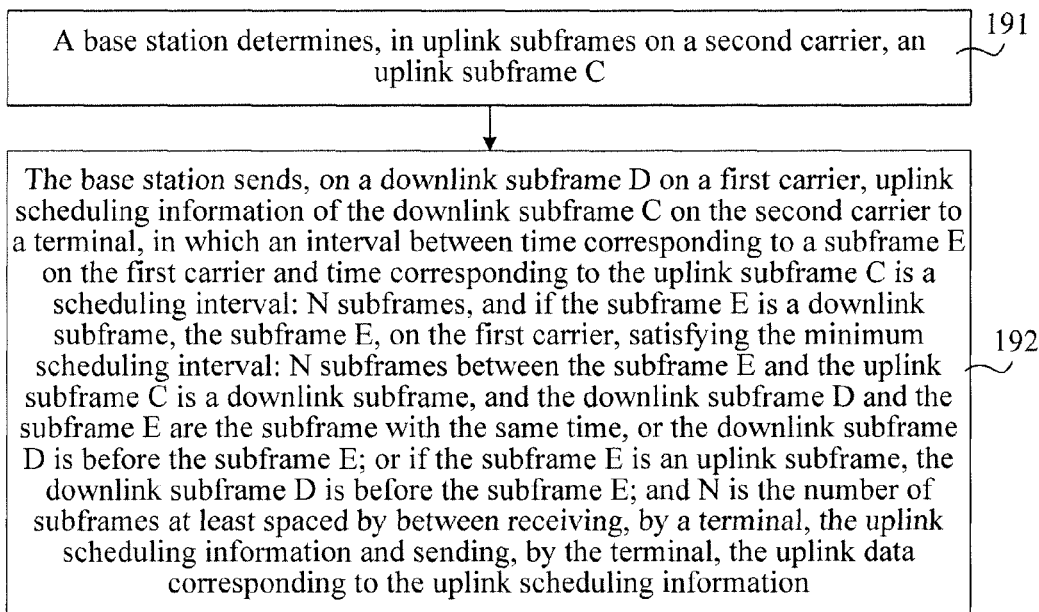 A base station determines, in uplink subframes on a second carrier, an
uplink subframe C
191
The base station sends, on a downlink subframe D on a first carrier, uplink
scheduling information of the downlink subframe C on the second carrier to
a terminal, in which an interval between time corresponding to a subframe E
on the first carrier and time corresponding to the uplink subframe C is a
scheduling interval: N subframes, and if the subframe E is a downlink
subframe, the subframe E, on the first carrier, satisfying the minimum
scheduling interval: N subframes between the subframe E and the uplink
subframe C is a downlink subframe, and the downlink subframe D and the
subframe E are the subframe with the same time, or the downlink subframe
D is before the subframe E; or if the subframe E is an uplink subframe, the
downlink subframe D is before the subframe E; and N is the number of
subframes at least spaced by between receiving, by a terminal, the uplink
scheduling information and sending, by the terminal, the uplink data
corresponding to the uplink scheduling information
192